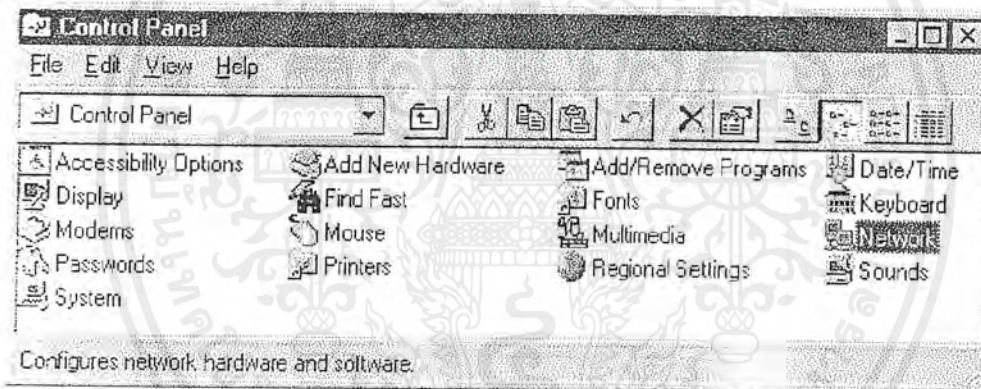 Control Panel
File Edit View Help
Control Panel
Accessibility Options Add New Hardware Add/Remove Programs Date/Time
Display Find Fast Fonts Keyboard
Modems Mouse Multimedia Network
Passwords Printers Regional Settings Sounds
System
Configures network hardware and software.